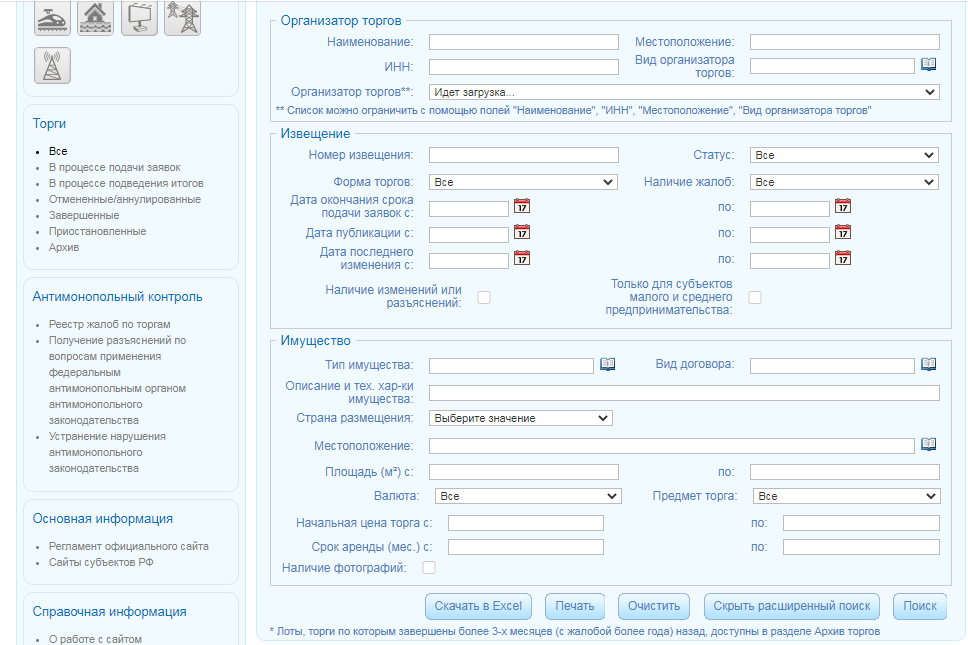 Торги
Все
В процессе подачи заявок
В процессе подведения итогов
Отмененные/аннулированные
Завершенные
Приостановленные
Архив
Антимонопольный контроль
Реестр жалоб по торгам
Получение разъяснений по
вопросам применения
федеральным
антимонопольным органом
антимонопольного
законодательства
Устранение нарушения
антимонопольного
законодательства
Основная информация
Регламент официального сайта
Сайты субъектов РФ
Справочная информация
О работе с сайтом
Организатор торгов
Наименование: Местоположение:
ИНН: Вид организатора
торгов:
Организатор торгов**: Идет загрузка...
** Список можно ограничить с помощью полей "Наименование", "ИНН", "Местоположение", "Вид организатора торгов"
Извещение
Номер извещения: Статус: Все
Форма торгов: Все Наличие жалоб: Все
Дата окончания срока
подачи заявок с: 17 по: 17
Дата публикации с: 17 по: 17
Дата последнего
изменения с: 17 по: 17
Наличие изменений или
разъяснений:
Только для субъектов
малого и среднего
предпринимательства:
Имущество
Тип имущества: Вид договора:
Описание и тех. хар-ки
имущества:
Страна размещения: Выберите значение
Местоположение:
Площадь (м²) с: по:
Валюта: Все Предмет торга: Все
Начальная цена торга с: по:
Срок аренды (мес.) с: по:
Наличие фотографий:
Скачать в Excel Печать Очистить Скрыть расширенный поиск Поиск
* Лоты, торги по которым завершены более 3-х месяцев (с жалобой более года) назад, доступны в разделе Архив торгов